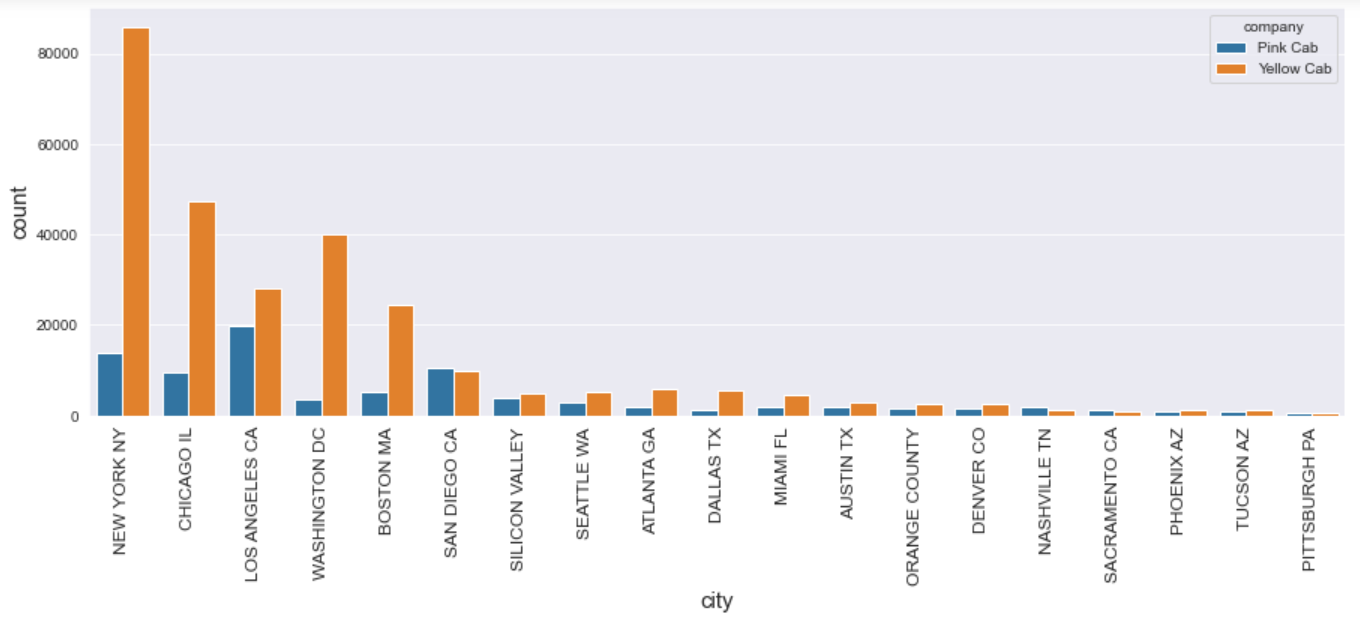 company
Pink Cab
Yellow Cab
80000
60000
40000
20000
0
count
NEW YORK NY
CHICAGO IL
LOS ANGELES CA
WASHINGTON DC
BOSTON MA
SAN DIEGO CA
SILICON VALLEY
SEATTLE WA
ATLANTA GA
DALLAS TX
MIAMI FL
AUSTIN TX
ORANGE COUNTY
DENVER CO
NASHVILLE TN
SACRAMENTO CA
PHOENIX AZ
TUCSON AZ
PITTSBURGH PA
city